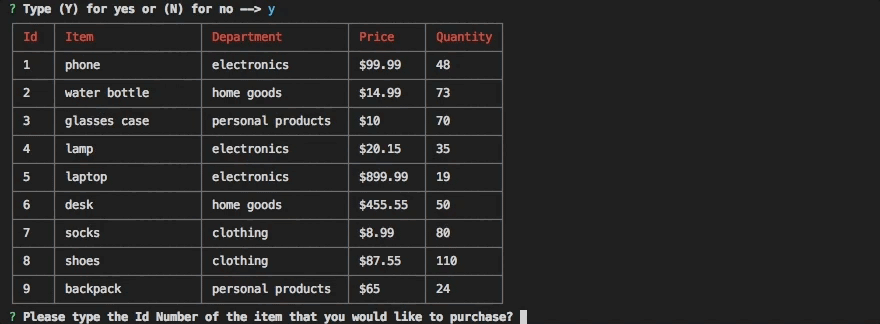 ? Type (Y) for yes or (N) for no ––> y
Id Item Department Price Quantity
1 phone electronics $99.99 48
2 water bottle home goods $14.99 73
3 glasses case personal products $10 70
4 lamp electronics $20.15 35
5 laptop electronics $899.99 19
6 desk home goods $455.55 50
7 socks clothing $8.99 80
8 shoes clothing $87.55 110
9 backpack personal products $65 24
? Please type the Id Number of the item that you would like to purchase?